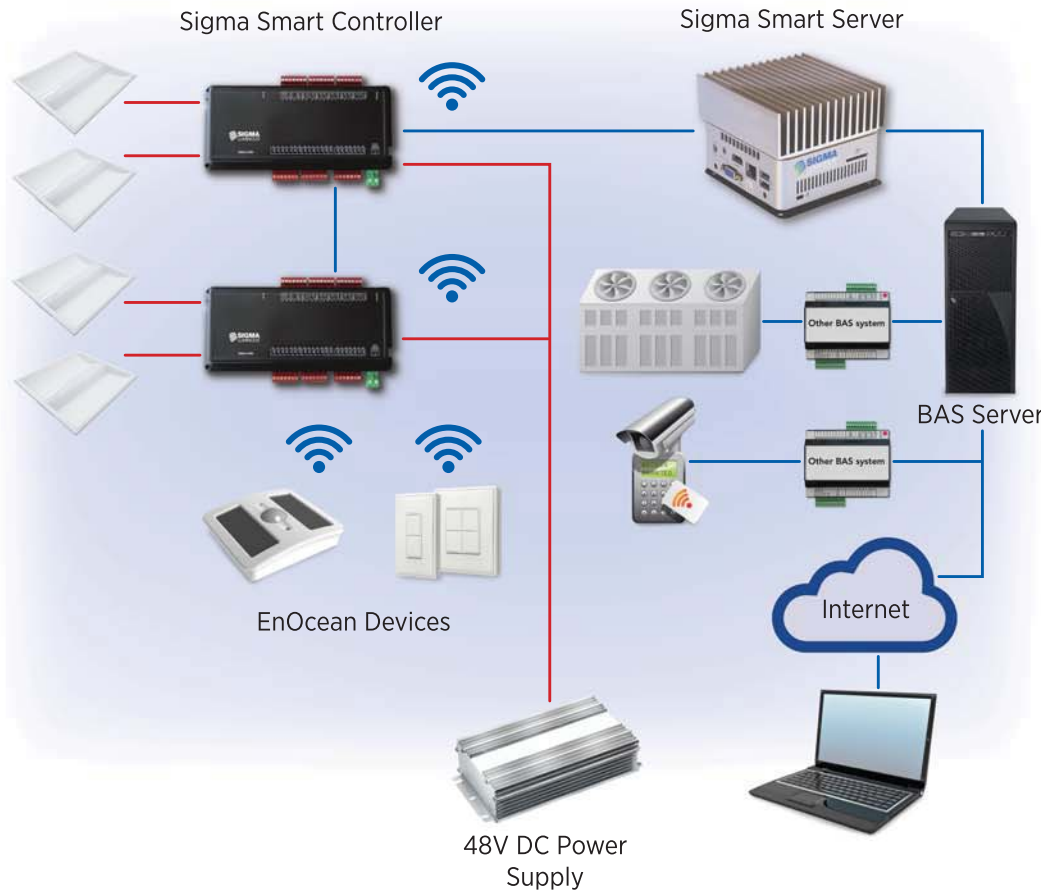 Sigma Smart Controller
Sigma Smart Server
SIGMA
SIGMA
SIGMA
Other BAS system
BAS Server
Other BAS system
EnOcean Devices
Internet
48V DC Power
Supply